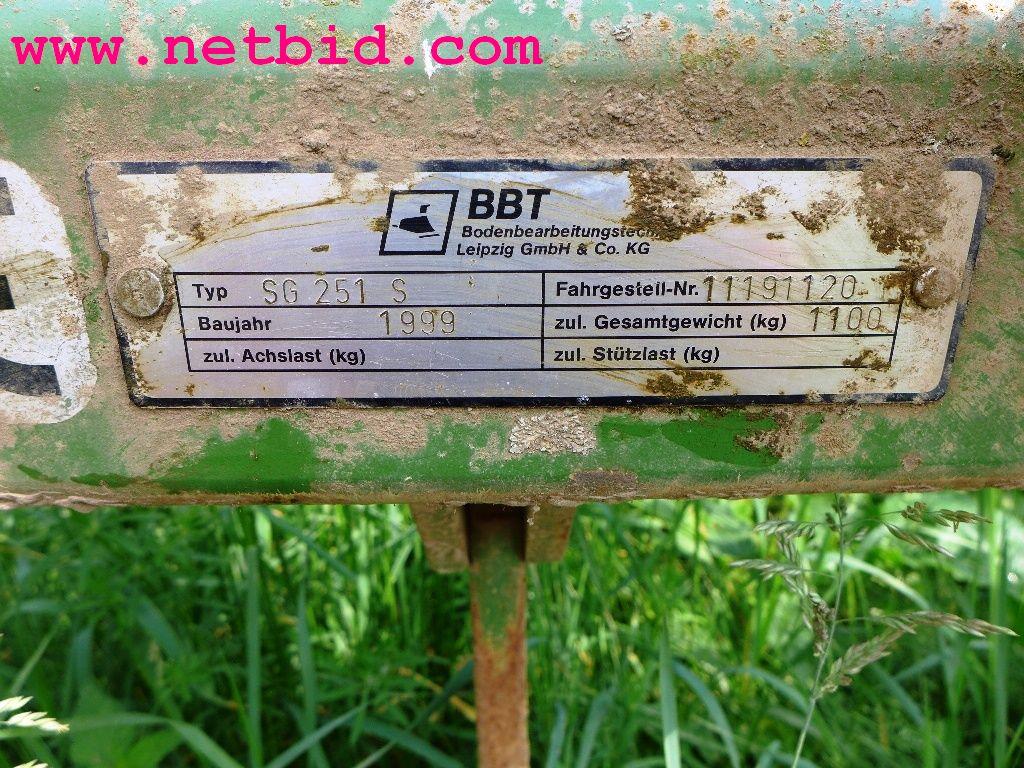 www.netbid.com
BBT
Leipzig GmbH & Co. KG
Typ SG 251 S Fahrgestell-Nr. 11191120
Baujahr 1999 zul. Gesamtgewicht (kg) 1100
zul. Achslast (kg) zul. Stützlast (kg)